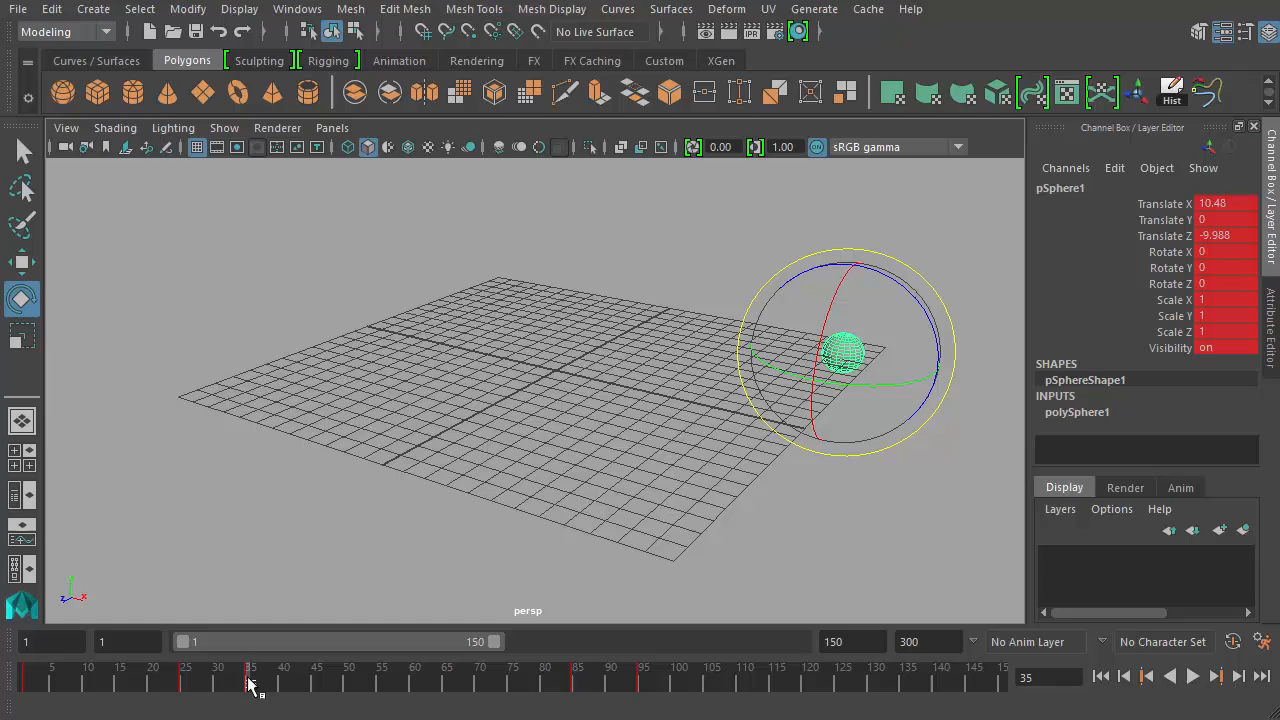 File Edit Create Select Modify Display Windows Mesh Edit Mesh Mesh Tools Mesh Display Curves Surfaces Deform UV Generate Cache Help
Modeling No Live Surface
Curves / Surfaces Polygons Sculpting Rigging Animation Rendering FX FX Caching Custom XGen
Hist
View Shading Lighting Show Renderer Panels
0.00 1.00 ON sRGB gamma
Channel Box / Layer Editor
Channels Edit Object Show
pSphere1
Translate X 10.48
Translate Y 0
Translate Z -9.988
Rotate X 0
Rotate Y 0
Rotate Z 0
Scale X 1
Scale Y 1
Scale Z 1
Visibility on
SHAPES
pSphereShape1
INPUTS
polySphere1
Display Render Anim
Layers Options Help
Channel Box / Layer Editor
Attribute Editor
y
z x
persp
1 1 1 150 150 300 No Anim Layer No Character Set
5 10 15 20 25 30 35 40 45 50 55 60 65 70 75 80 85 90 95 100 105 110 115 120 125 130 135 140 145 15
35